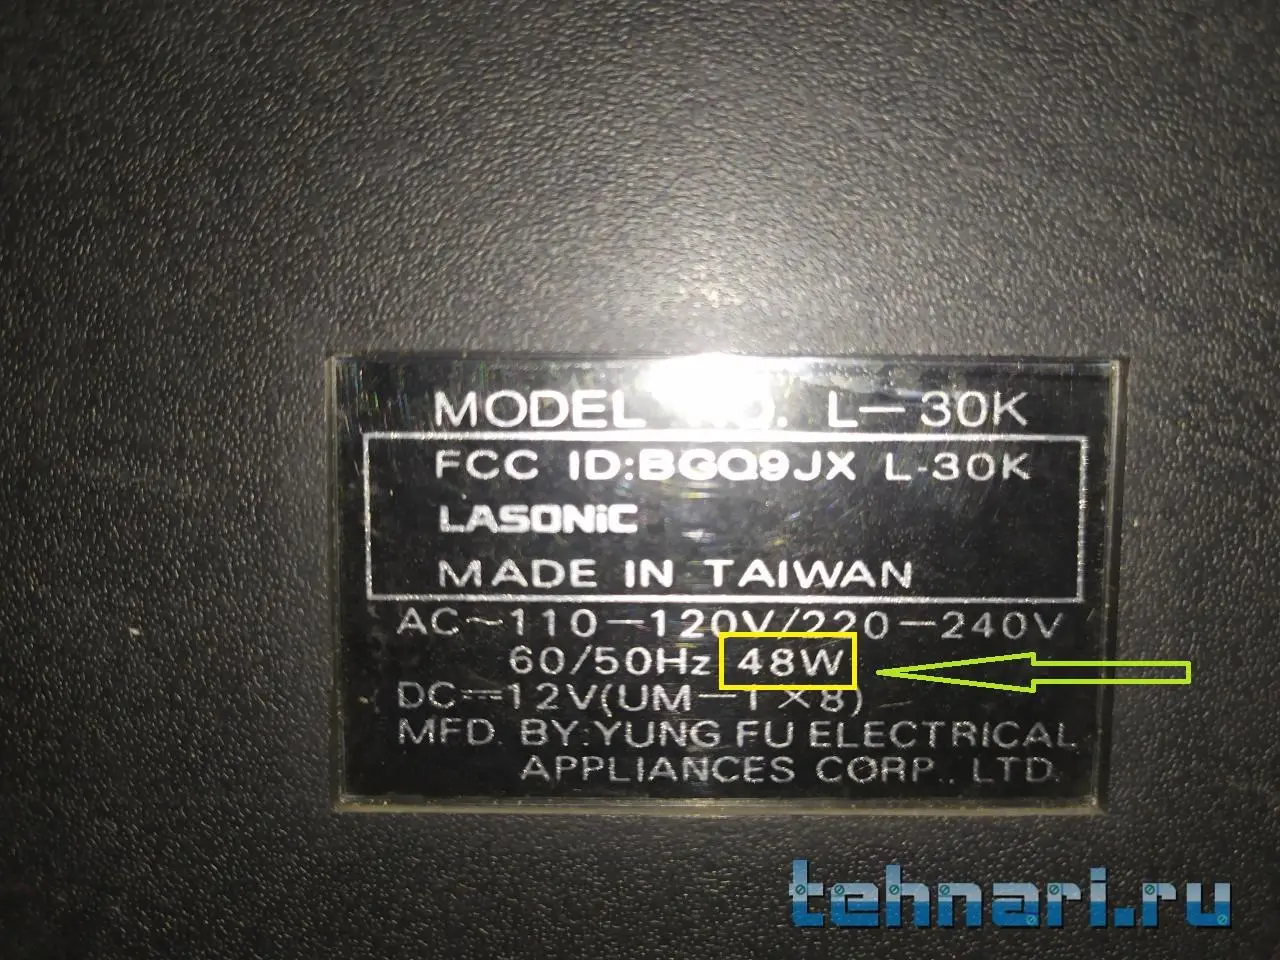 MODEL NO. L-30K
FCC ID:BGQ9JX L-30K
LASONiC
MADE IN TAIWAN
AC~110-120V/220-240V
60/50Hz 48W
DC⎓12V(UM-1×8)
MFD. BY:YUNG FU ELECTRICAL
APPLIANCES CORP., LTD.
tehnari.ru